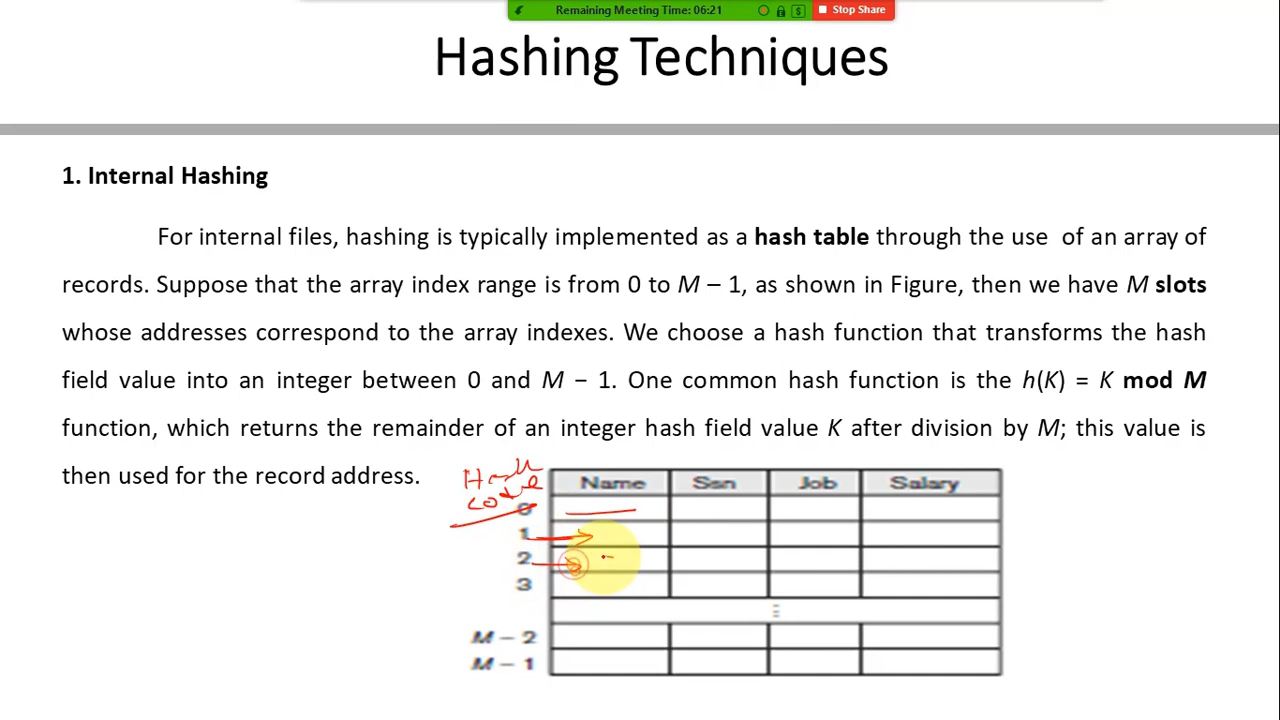 Remaining Meeting Time: 06:21 Stop Share
Hashing Techniques
1. Internal Hashing
For internal files, hashing is typically implemented as a hash table through the use of an array of
records. Suppose that the array index range is from 0 to M – 1, as shown in Figure, then we have M slots
whose addresses correspond to the array indexes. We choose a hash function that transforms the hash
field value into an integer between 0 and M − 1. One common hash function is the h(K) = K mod M
function, which returns the remainder of an integer hash field value K after division by M; this value is
then used for the record address.
Hash
code
Name Ssn Job Salary
0
1
2
3
⋮
M – 2
M – 1